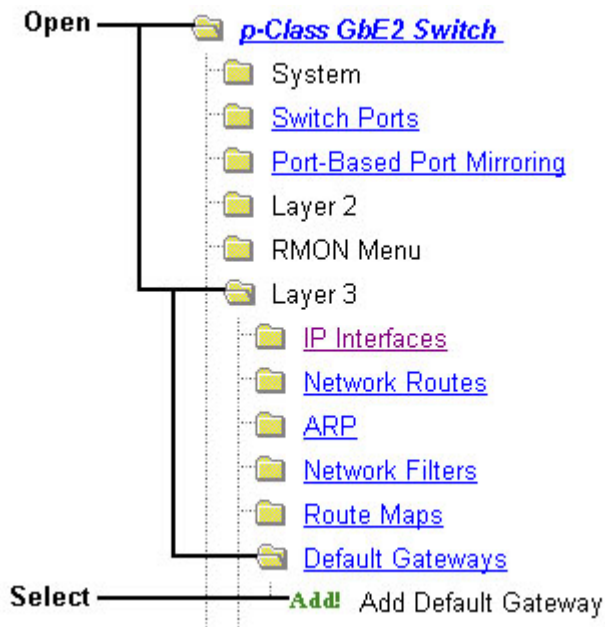 Open p-Class GbE2 Switch
System
Switch Ports
Port-Based Port Mirroring
Layer 2
RMON Menu
Layer 3
IP Interfaces
Network Routes
ARP
Network Filters
Route Maps
Default Gateways
Select Add! Add Default Gateway